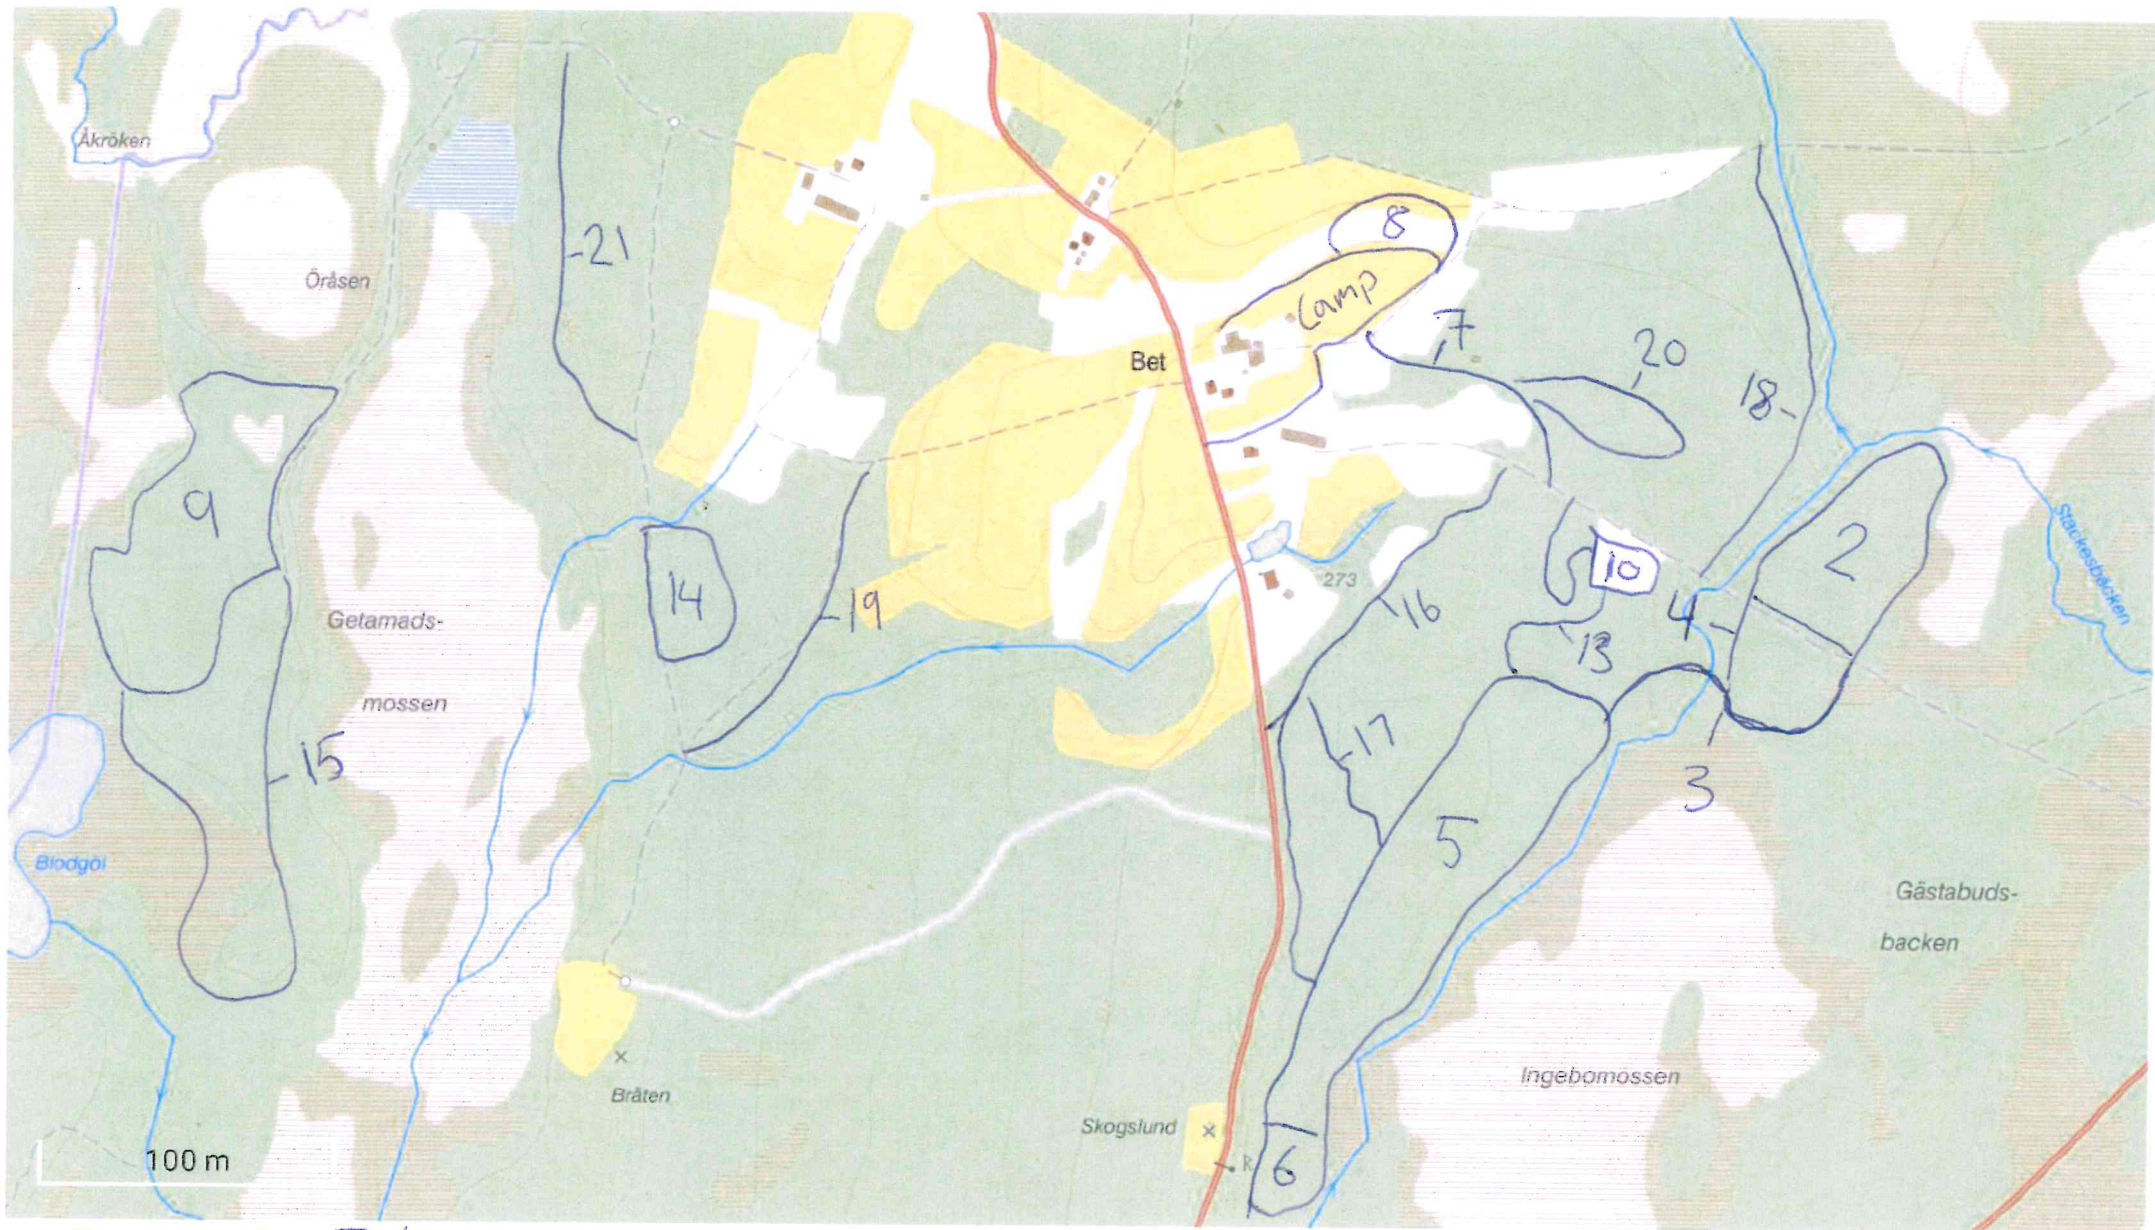 Åkröken
21
8
Öråsen
Camp
7
20
Bet
18
9
2
Stackesbäcken
14
10
273
19
16
4
Getamads-
mossen
13
17
15
3
5
Blodgöl
Gästabuds-
backen
Ingebomossen
Bråten
Skogslund
R
6
100 m